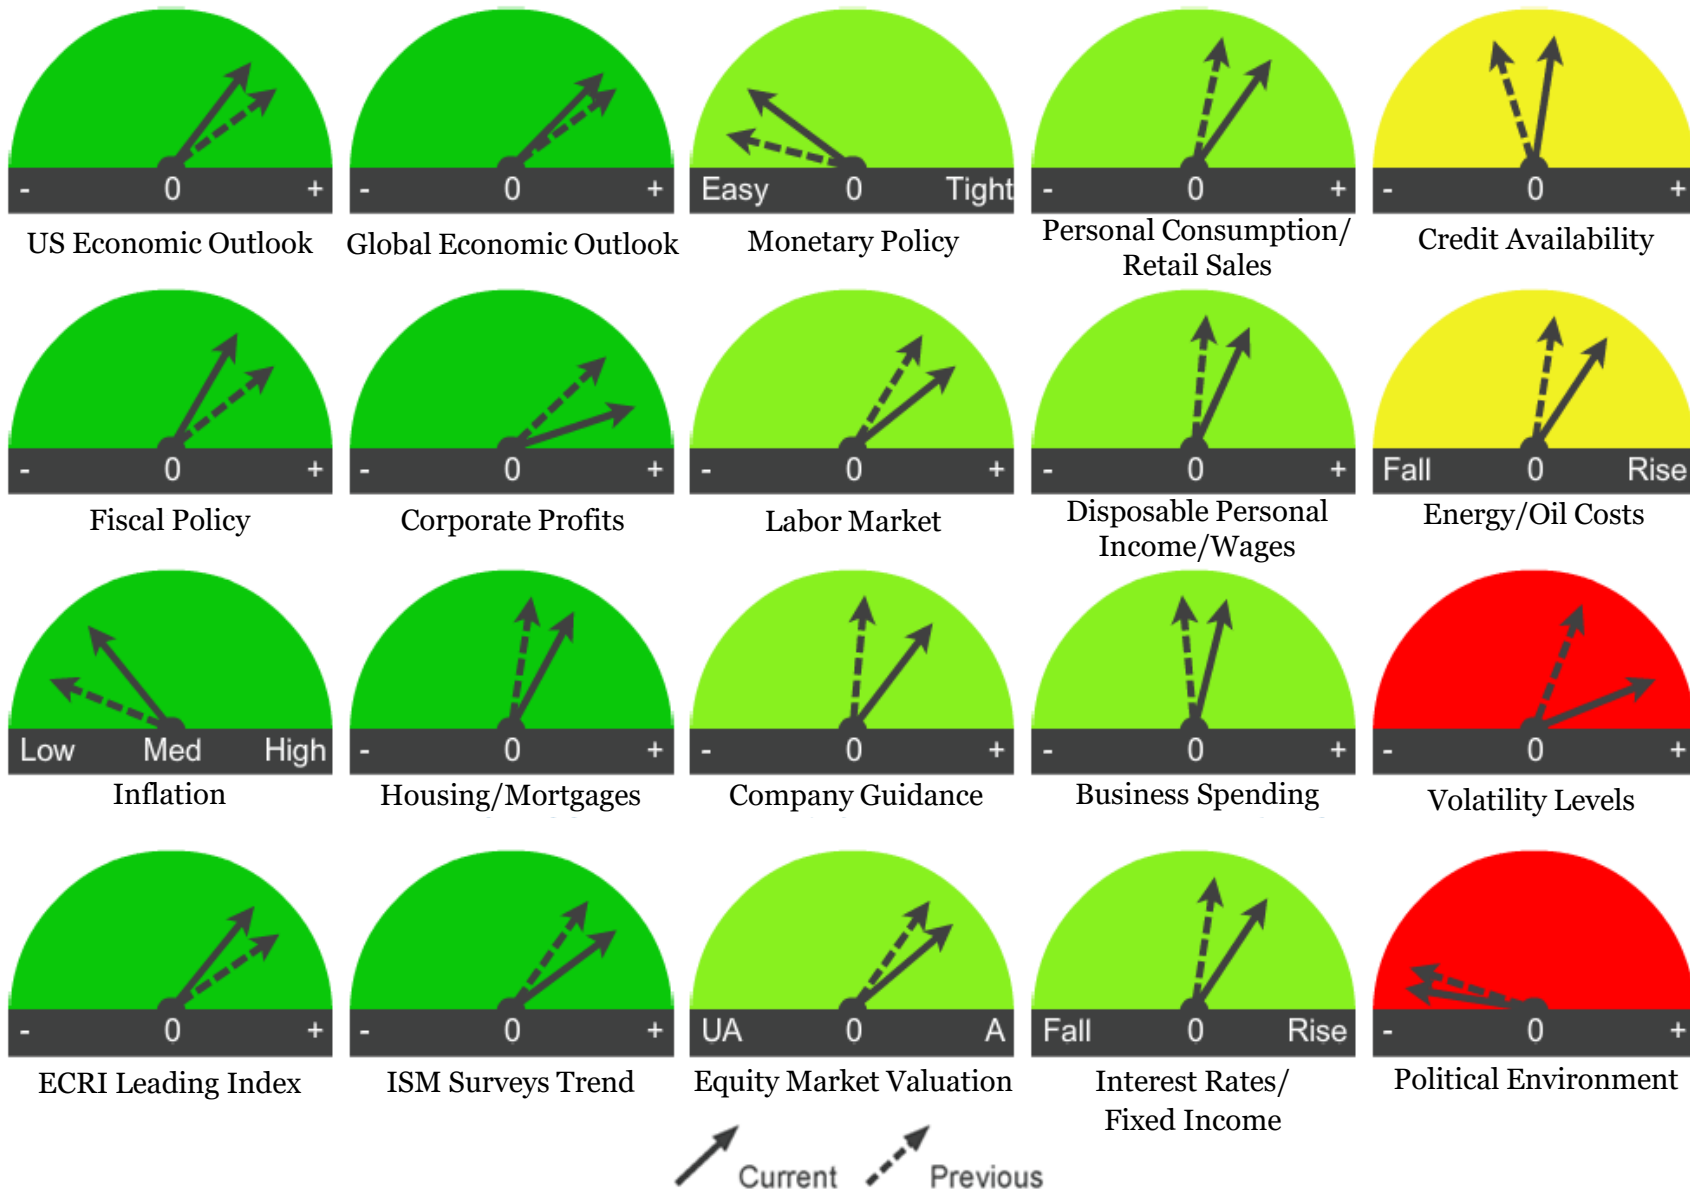 - 0 +
US Economic Outlook
- 0 +
Global Economic Outlook
Easy 0 Tight
Monetary Policy
- 0 +
Personal Consumption/
Retail Sales
- 0 +
Credit Availability
- 0 +
Fiscal Policy
- 0 +
Corporate Profits
- 0 +
Labor Market
- 0 +
Disposable Personal
Income/Wages
Fall 0 Rise
Energy/Oil Costs
Low Med High
Inflation
- 0 +
Housing/Mortgages
- 0 +
Company Guidance
- 0 +
Business Spending
- 0 +
Volatility Levels
- 0 +
ECRI Leading Index
- 0 +
ISM Surveys Trend
UA 0 A
Equity Market Valuation
Fall 0 Rise
Interest Rates/
Fixed Income
- 0 +
Political Environment
Current Previous